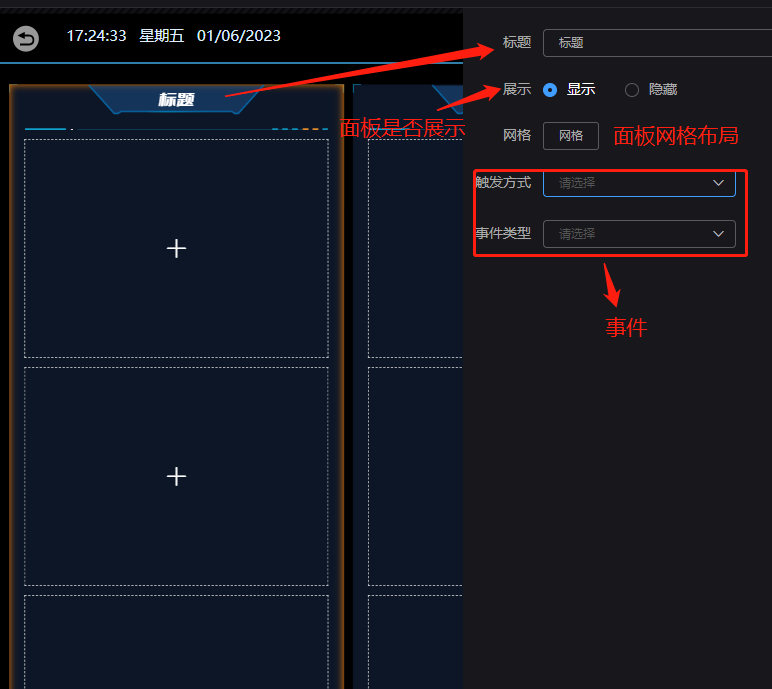 17:24:33 星期五 01/06/2023
标题
标题 标题
展示 显示 隐藏
面板是否展示
网格 网格 面板网格布局
触发方式 请选择
事件类型 请选择
事件